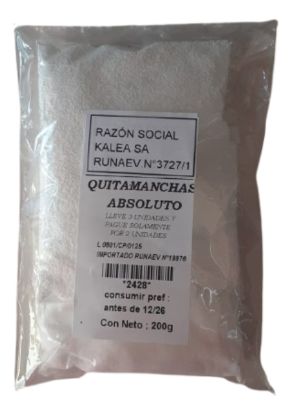 RAZÓN SOCIAL
KALEA SA
RUNAEV.N°3727/1
QUITAMANCHAS
ABSOLUTO
LLEVE 3 UNIDADES Y
PAGUE SOLAMENTE
POR 2 UNIDADES
IMPORTADO RUNAEV N°
*2428*
consumir pref :
antes de 12/26
Con Neto : 200g